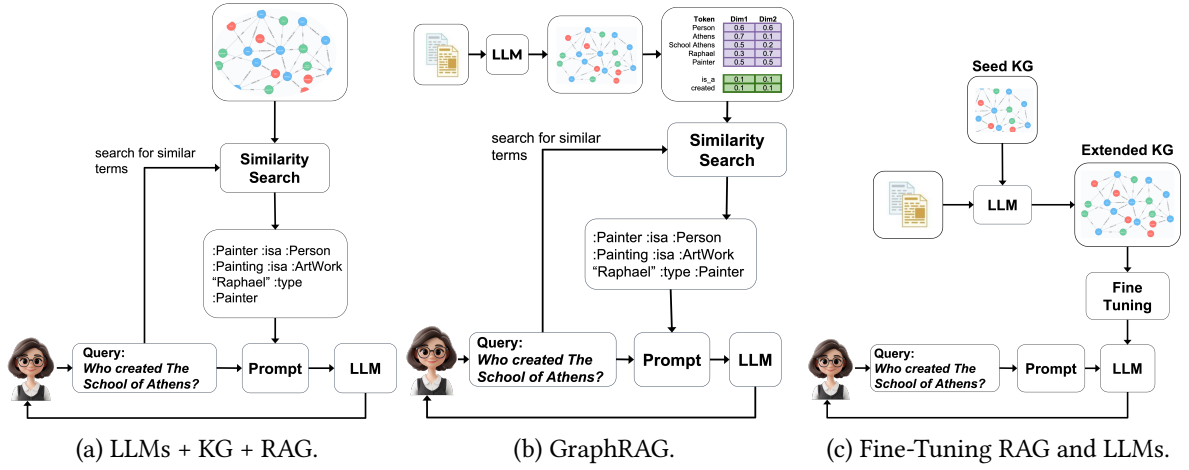 search for similar
terms
Similarity
Search
:Painter :isa :Person
:Painting :isa :ArtWork
“Raphael” :type
:Painter
Query:
Who created The
School of Athens?
Prompt
LLM
(a) LLMs + KG + RAG.
LLM
Token Dim1 Dim2
Person 0.6 0.6
Athens 0.7 0.1
School Athens 0.5 0.2
Raphael 0.3 0.7
Painter 0.5 0.5
is_a 0.1 0.1
created 0.1 0.1
search for similar
terms
Similarity
Search
:Painter :isa :Person
:Painting :isa :ArtWork
“Raphael” :type :Painter
Query:
Who created The
School of Athens?
Prompt
LLM
(b) GraphRAG.
Seed KG
Extended KG
LLM
Fine
Tuning
Query:
Who created The
School of Athens?
Prompt
LLM
(c) Fine-Tuning RAG and LLMs.